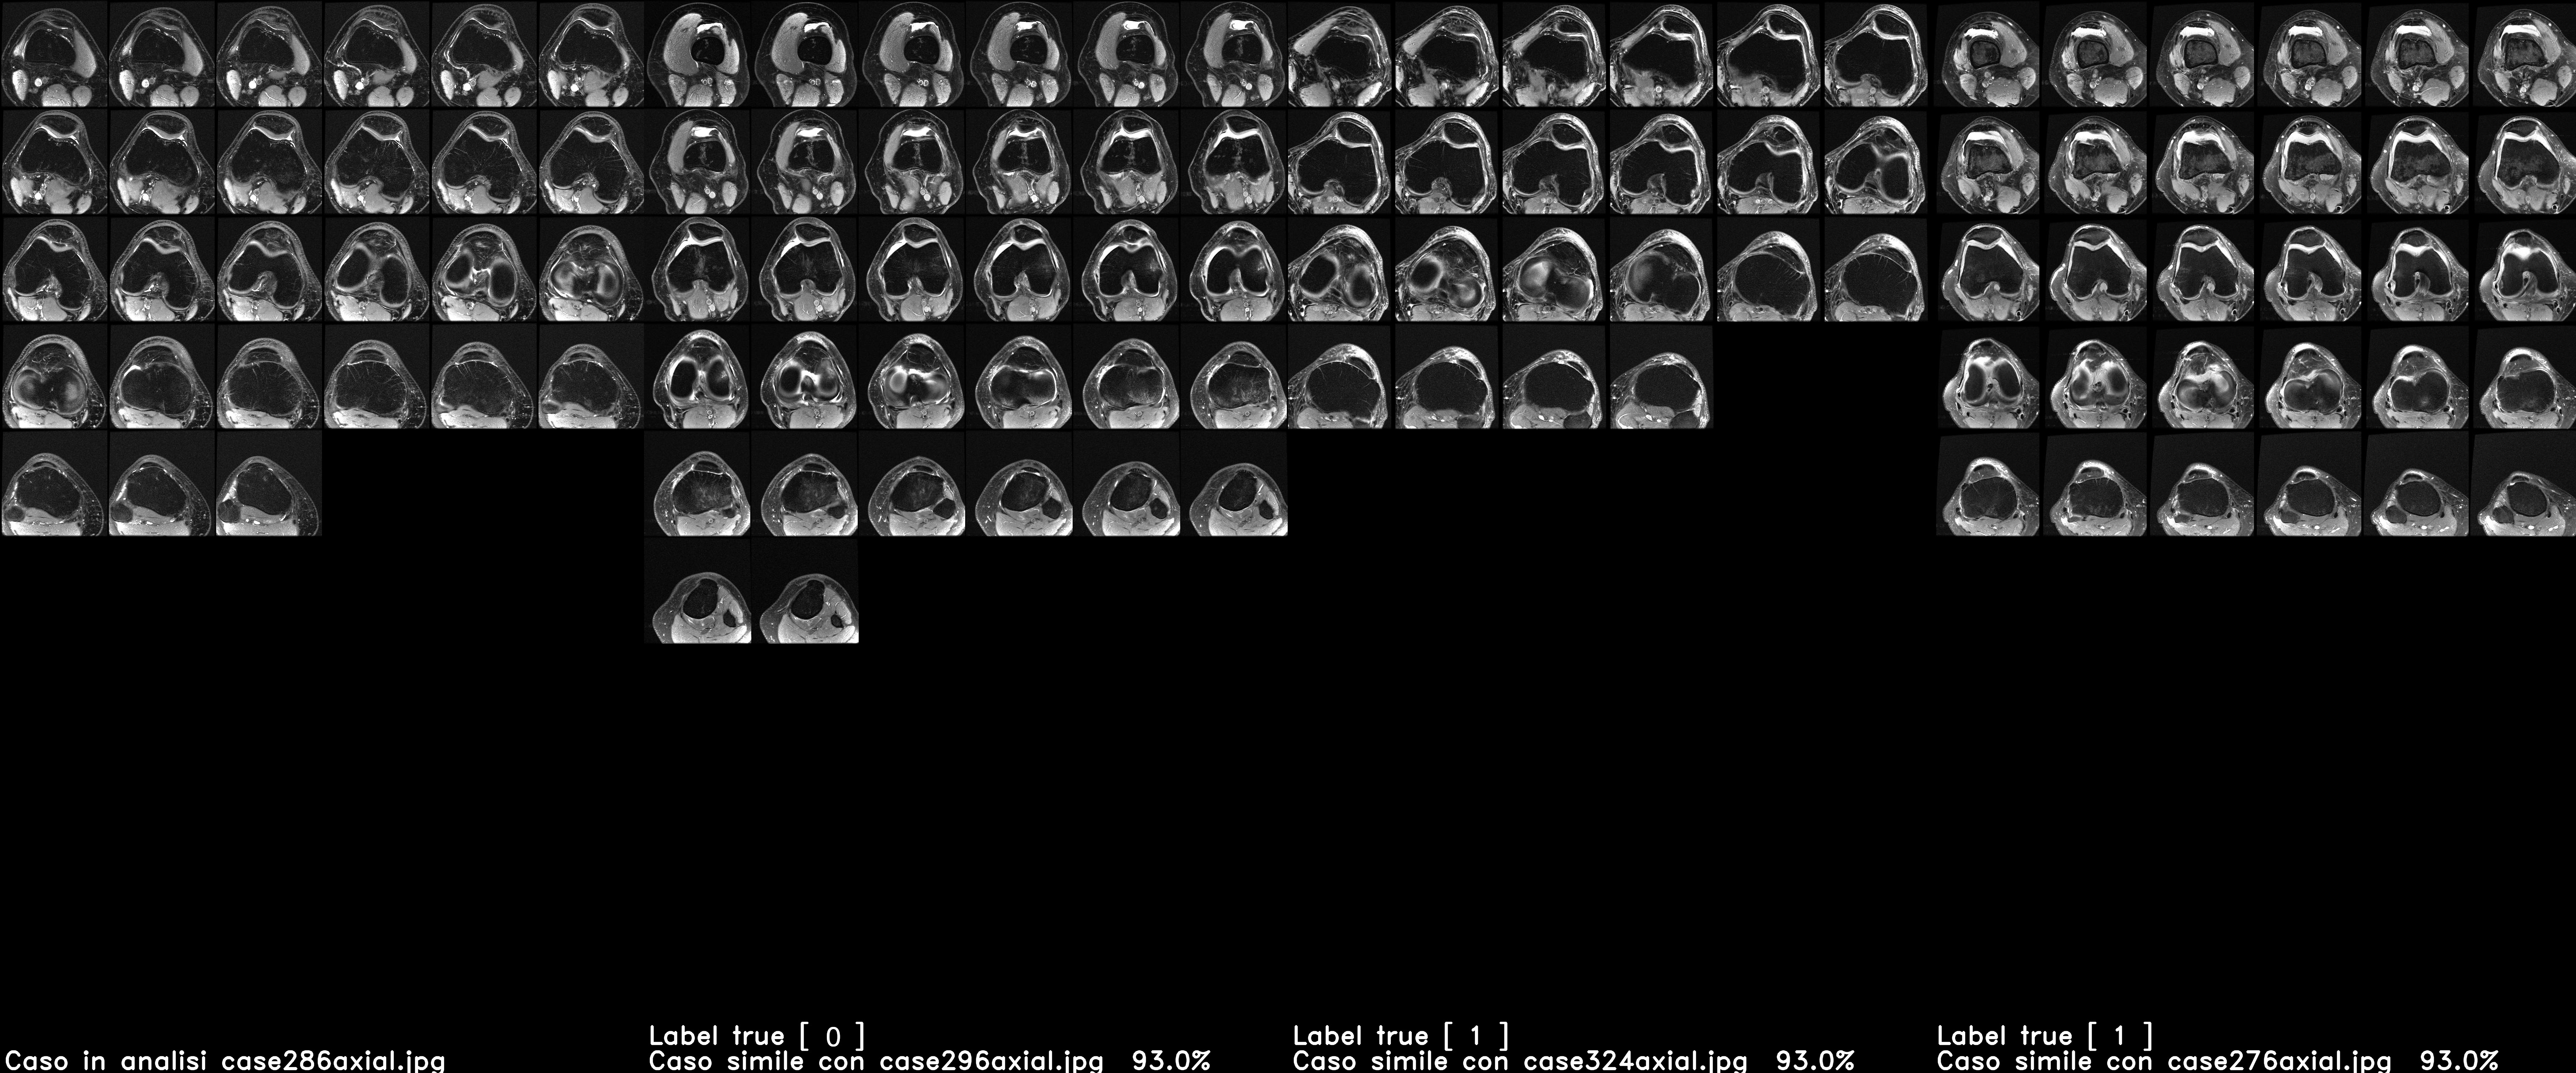 Caso in analisi case286axial.jpg
Label true [ 0 ]
Caso simile con case296axial.jpg 93.0%
Label true [ 1 ]
Caso simile con case324axial.jpg 93.0%
Label true [ 1 ]
Caso simile con case276axial.jpg 93.0%